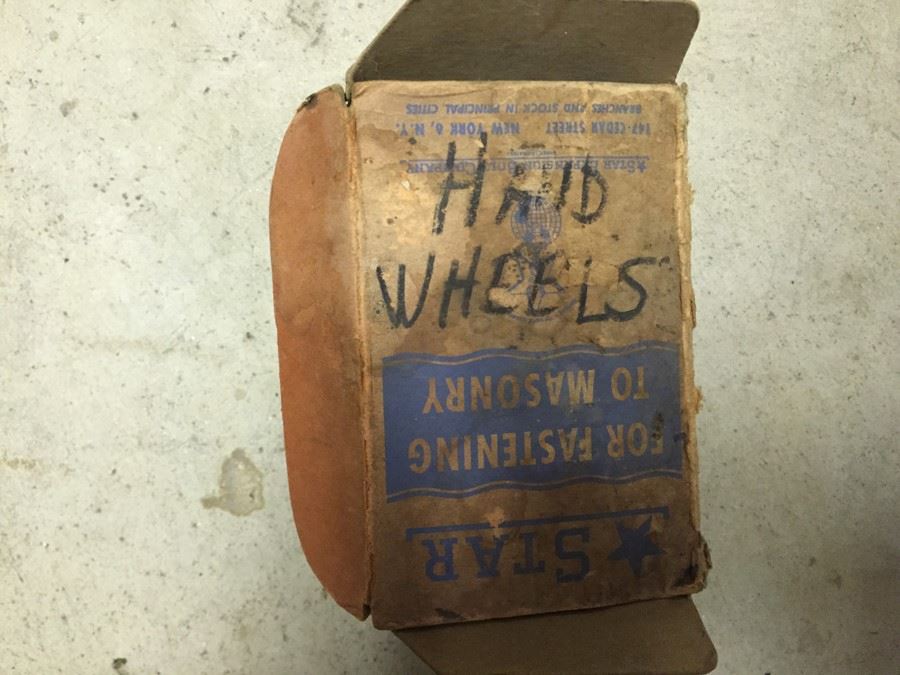 HAND
WHEELS
★ STAR
FOR FASTENING
TO MASONRY
★ STAR EXPANSION BOLT COMPANY
147 CEDAR STREET · NEW YORK 6, N.Y.
BRANCHES AND STOCK IN PRINCIPAL CITIES